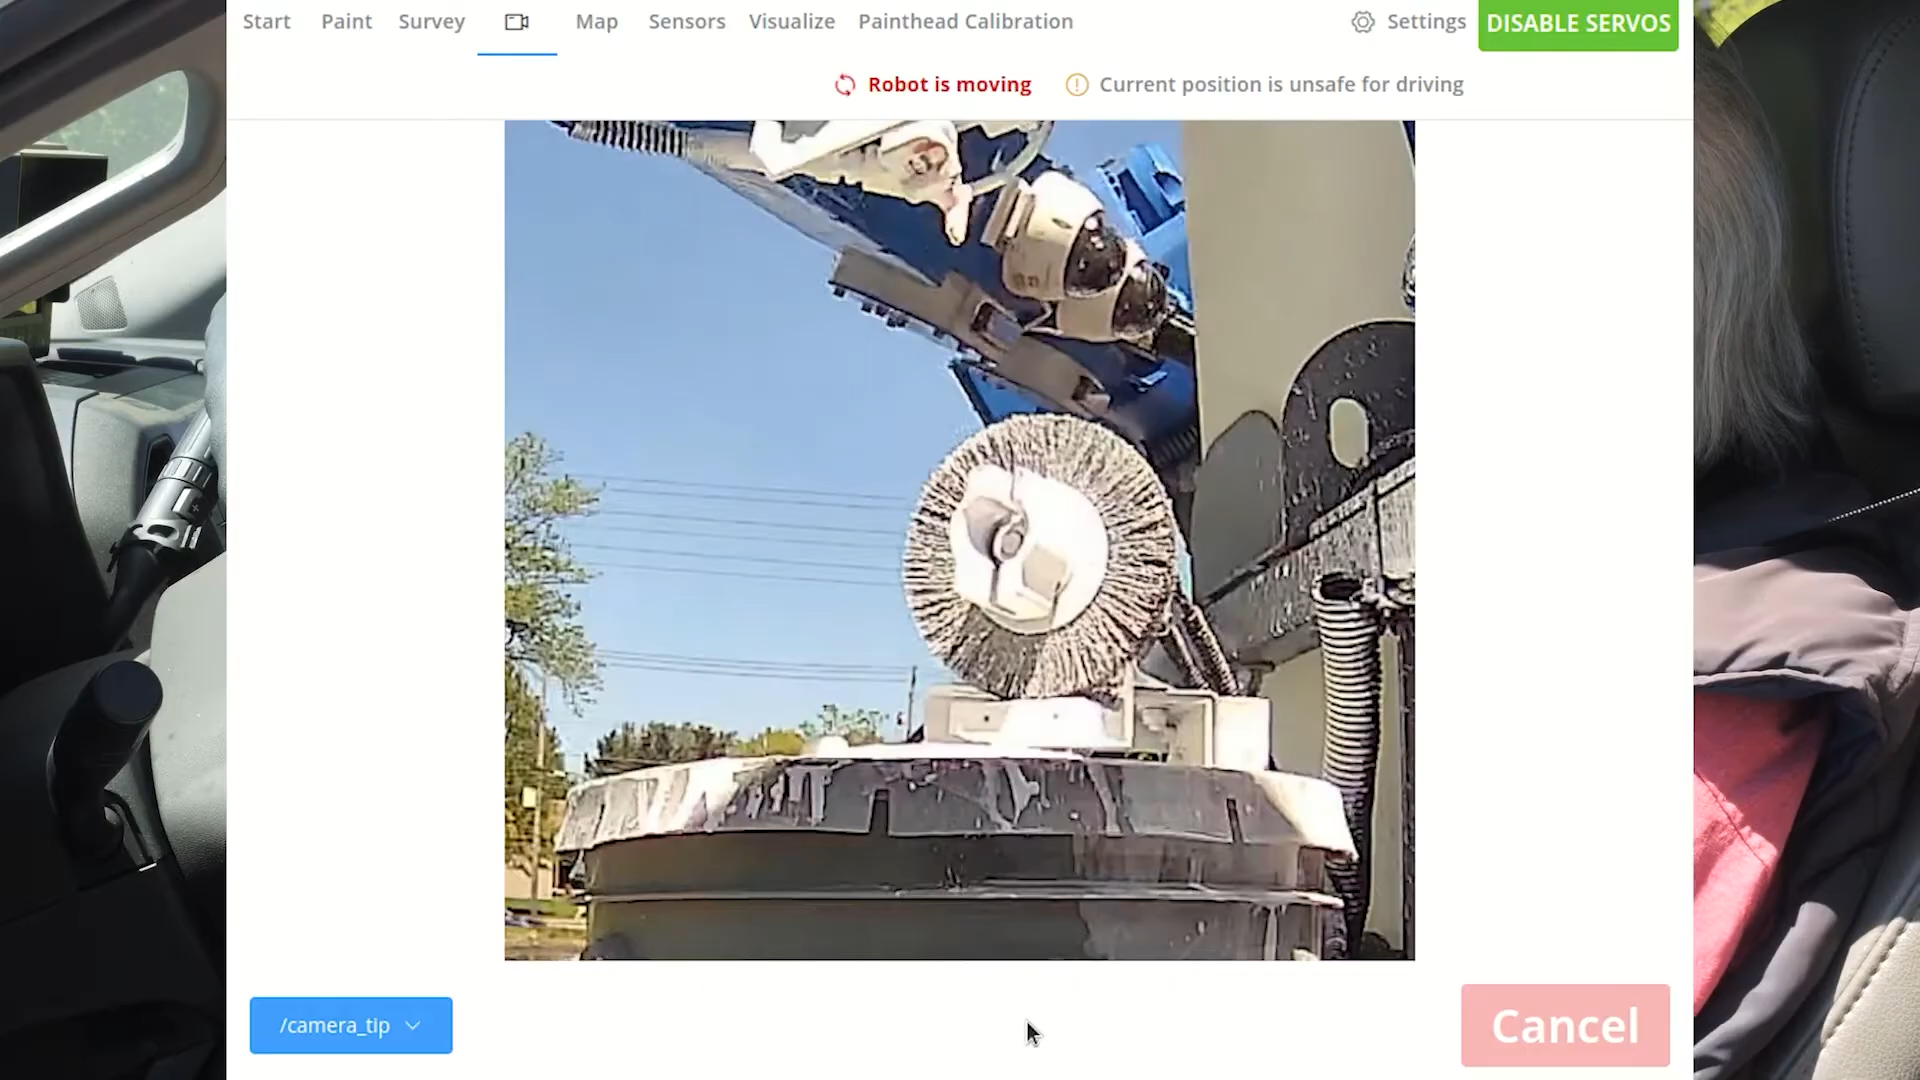 Start Paint Survey Map Sensors Visualize Painthead Calibration Settings DISABLE SERVOS
Robot is moving Current position is unsafe for driving
/camera_tip
Cancel